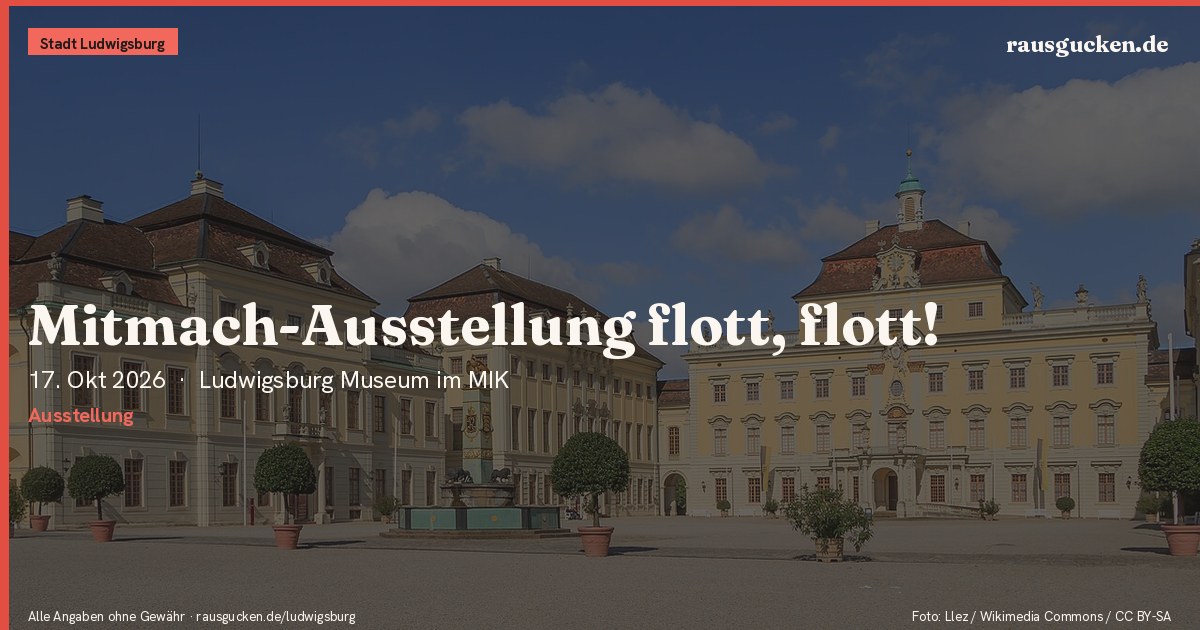 Stadt Ludwigsburg
rausgucken.de
Mitmach-Ausstellung flott, flott!
17. Okt 2026 · Ludwigsburg Museum im MIK
Ausstellung
Alle Angaben ohne Gewähr · rausgucken.de/ludwigsburg
Foto: Llez / Wikimedia Commons / CC BY-SA